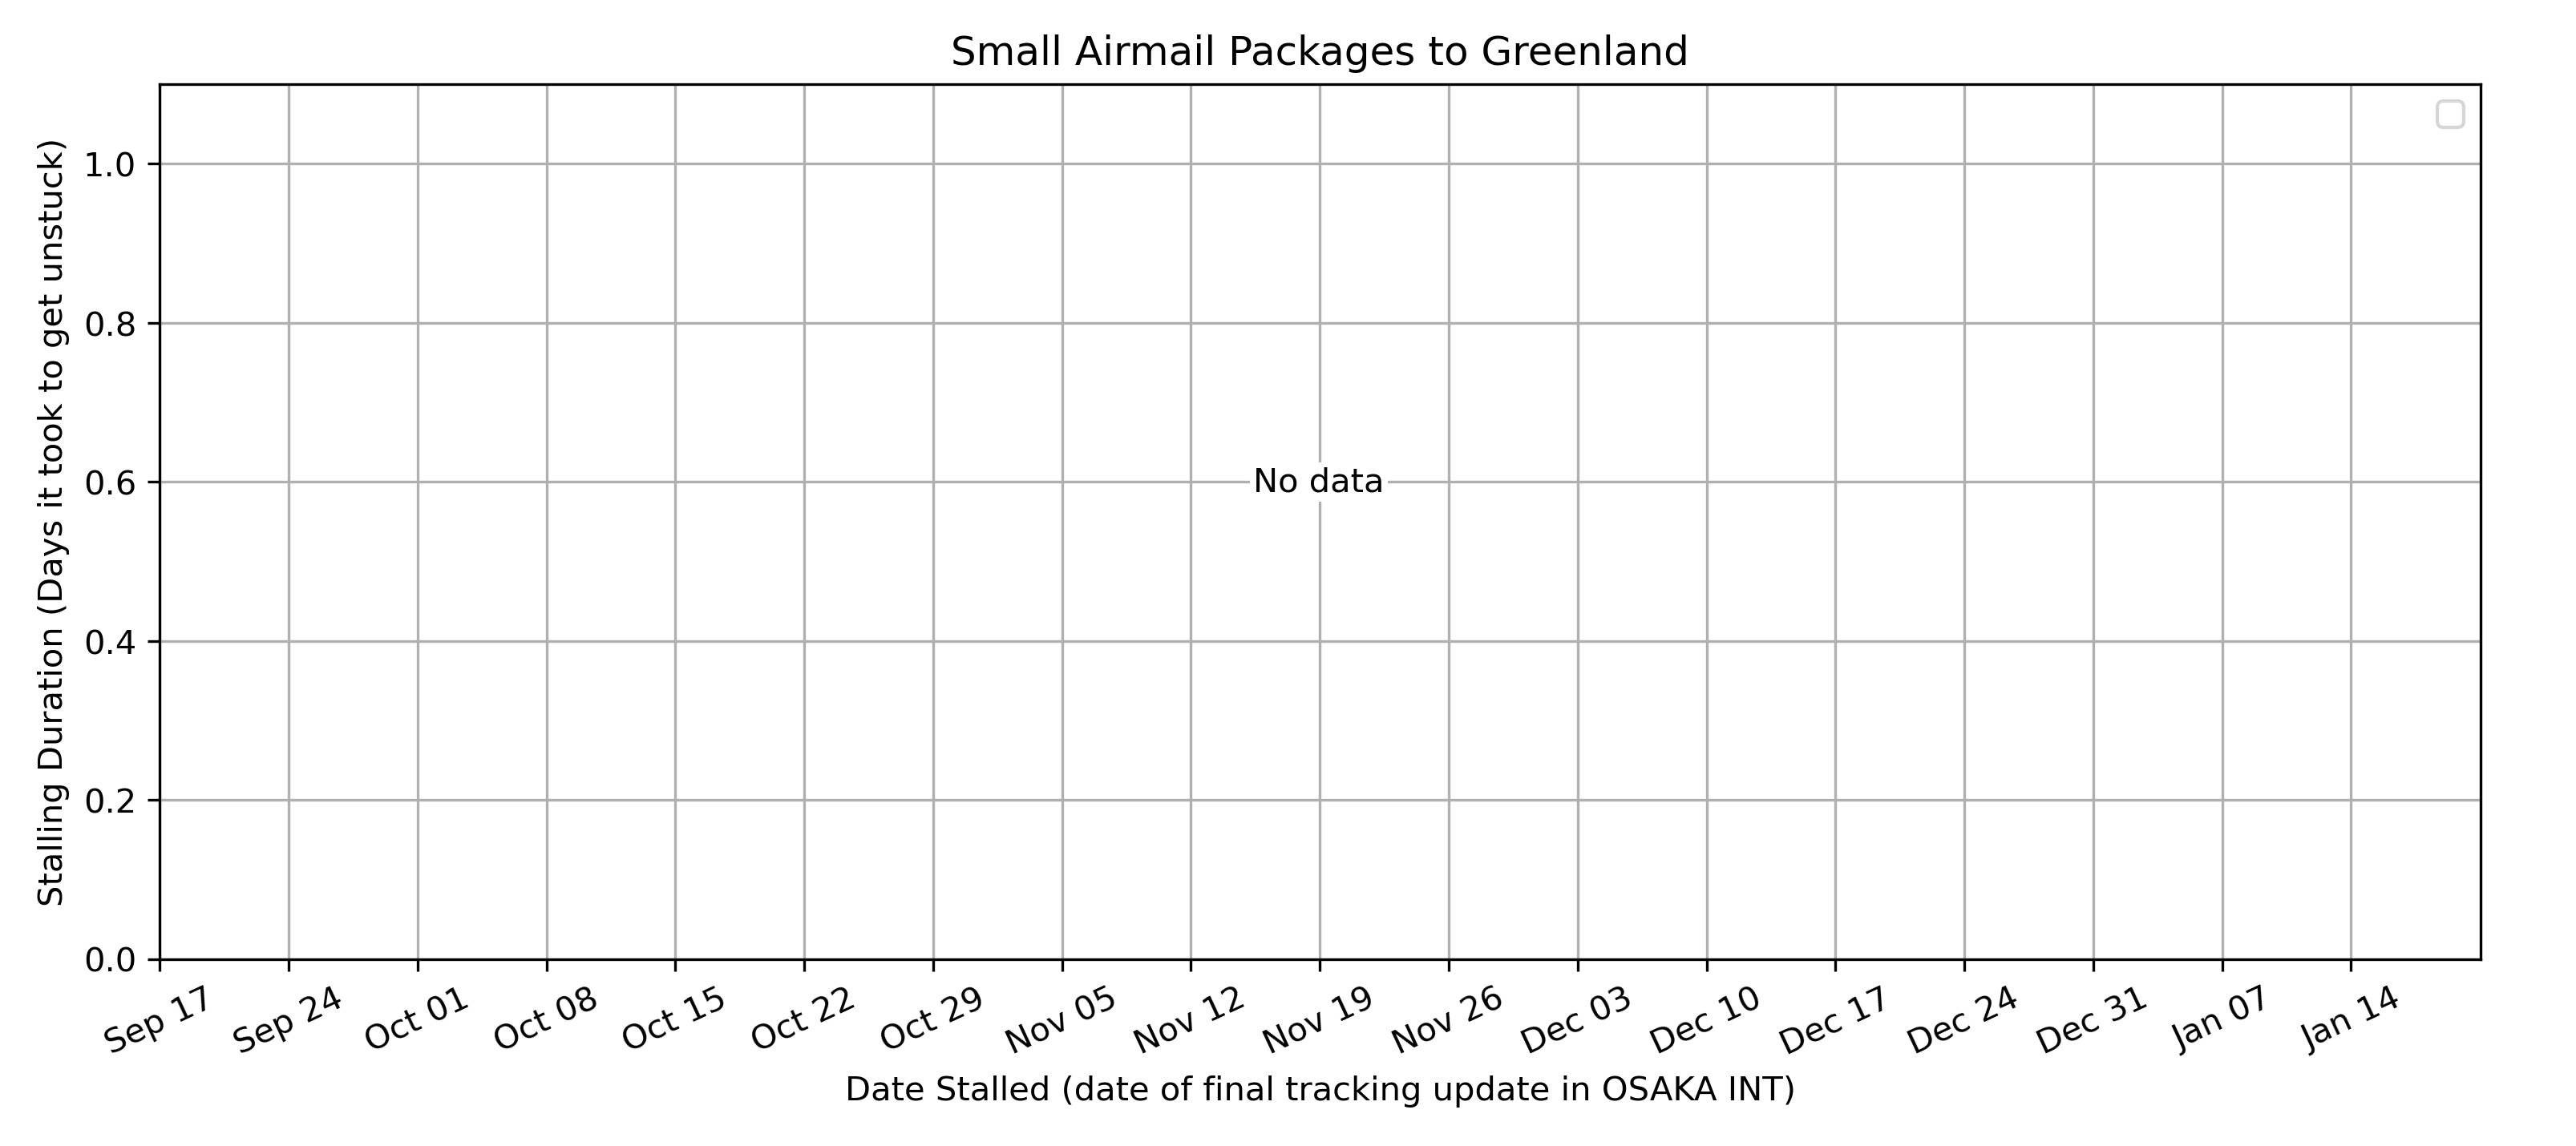 Small Airmail Packages to Greenland
Stalling Duration (Days it took to get unstuck)
1.0
0.8
0.6
0.4
0.2
0.0
No data
Sep 17
Sep 24
Oct 01
Oct 08
Oct 15
Oct 22
Oct 29
Nov 05
Nov 12
Nov 19
Nov 26
Dec 03
Dec 10
Dec 17
Dec 24
Dec 31
Jan 07
Jan 14
Date Stalled (date of final tracking update in OSAKA INT)